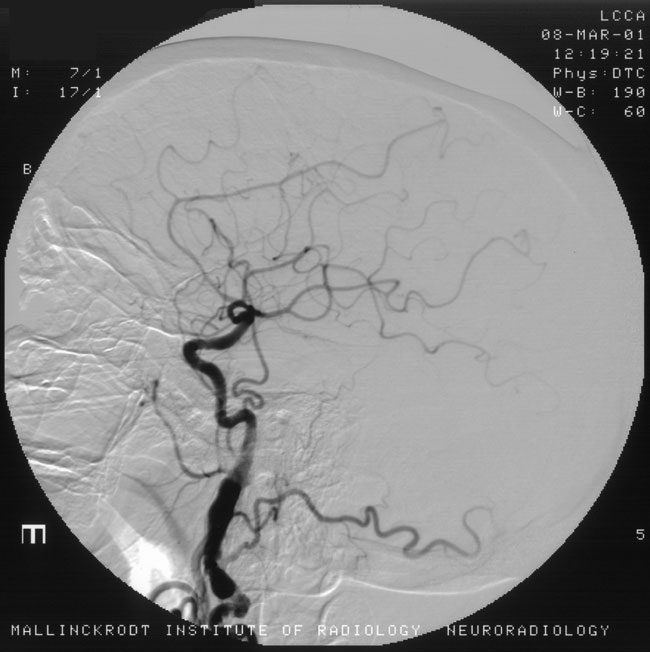 LCCA
08-MAR-01
12:19:21
M: 7/1 Phys:DTC
I: 17/1 W-B: 190
W-C: 60
B
5
MALLINCKRODT INSTITUTE OF RADIOLOGY NEURORADIOLOGY